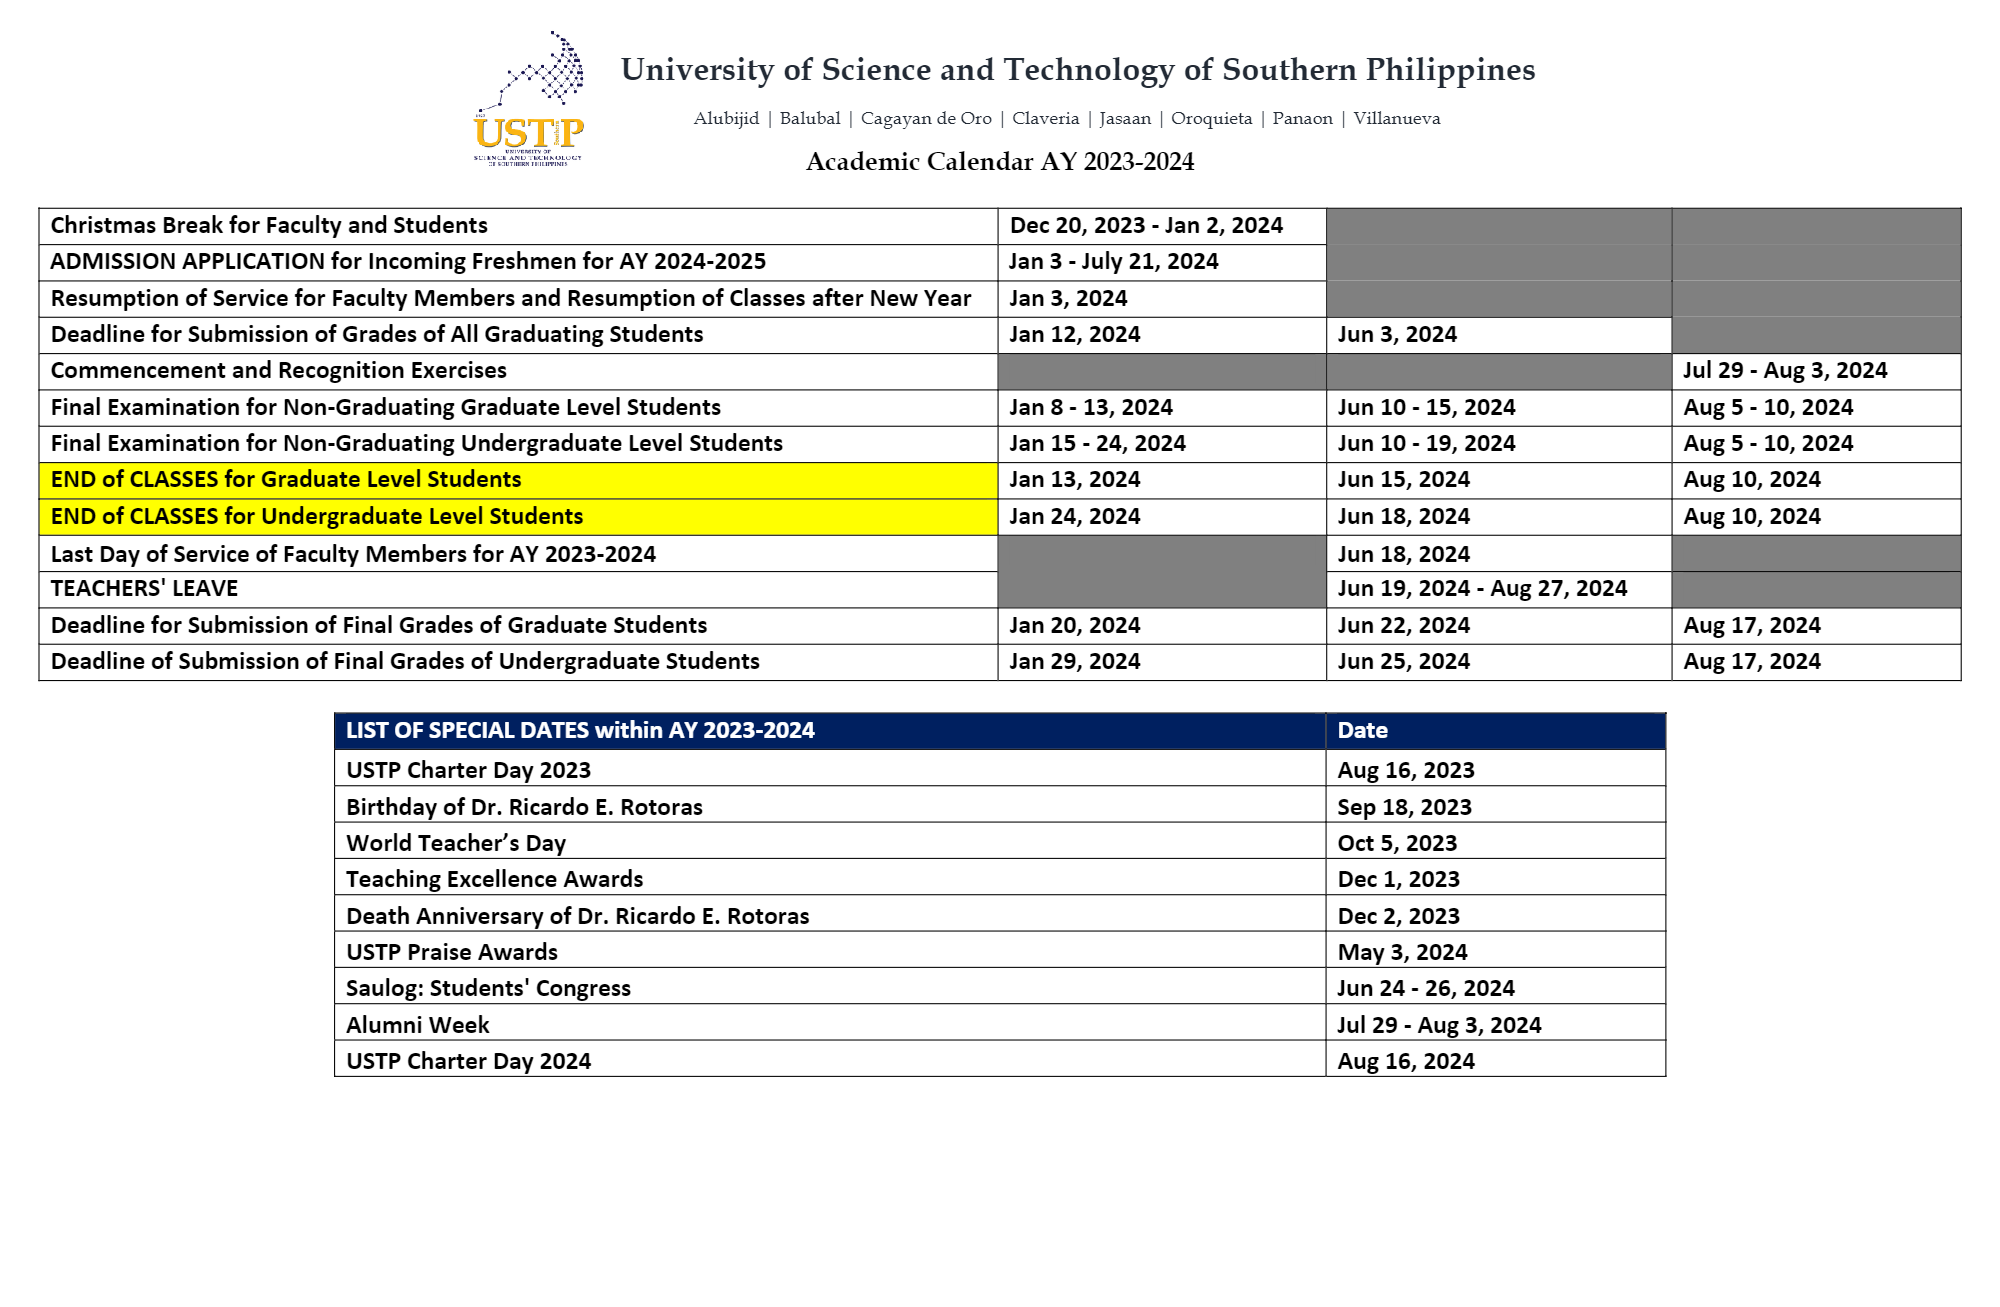 University of Science and Technology of Southern Philippines
Alubijid | Balubal | Cagayan de Oro | Claveria | Jasaan | Oroquieta | Panaon | Villanueva
USTP
UNIVERSITY OF
SCIENCE AND TECHNOLOGY
OF SOUTHERN PHILIPPINES
Academic Calendar AY 2023-2024
Christmas Break for Faculty and Students Dec 20, 2023 - Jan 2, 2024
ADMISSION APPLICATION for Incoming Freshmen for AY 2024-2025 Jan 3 - July 21, 2024
Resumption of Service for Faculty Members and Resumption of Classes after New Year Jan 3, 2024
Deadline for Submission of Grades of All Graduating Students Jan 12, 2024 Jun 3, 2024
Commencement and Recognition Exercises Jul 29 - Aug 3, 2024
Final Examination for Non-Graduating Graduate Level Students Jan 8 - 13, 2024 Jun 10 - 15, 2024 Aug 5 - 10, 2024
Final Examination for Non-Graduating Undergraduate Level Students Jan 15 - 24, 2024 Jun 10 - 19, 2024 Aug 5 - 10, 2024
END of CLASSES for Graduate Level Students Jan 13, 2024 Jun 15, 2024 Aug 10, 2024
END of CLASSES for Undergraduate Level Students Jan 24, 2024 Jun 18, 2024 Aug 10, 2024
Last Day of Service of Faculty Members for AY 2023-2024 Jun 18, 2024
TEACHERS' LEAVE Jun 19, 2024 - Aug 27, 2024
Deadline for Submission of Final Grades of Graduate Students Jan 20, 2024 Jun 22, 2024 Aug 17, 2024
Deadline of Submission of Final Grades of Undergraduate Students Jan 29, 2024 Jun 25, 2024 Aug 17, 2024
LIST OF SPECIAL DATES within AY 2023-2024 Date
USTP Charter Day 2023 Aug 16, 2023
Birthday of Dr. Ricardo E. Rotoras Sep 18, 2023
World Teacher’s Day Oct 5, 2023
Teaching Excellence Awards Dec 1, 2023
Death Anniversary of Dr. Ricardo E. Rotoras Dec 2, 2023
USTP Praise Awards May 3, 2024
Saulog: Students' Congress Jun 24 - 26, 2024
Alumni Week Jul 29 - Aug 3, 2024
USTP Charter Day 2024 Aug 16, 2024